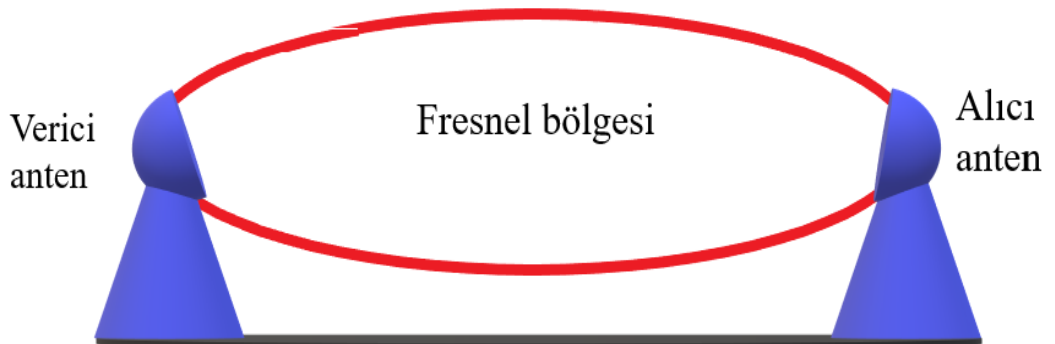 Verici
anten
Fresnel bölgesi
Alıcı
anten